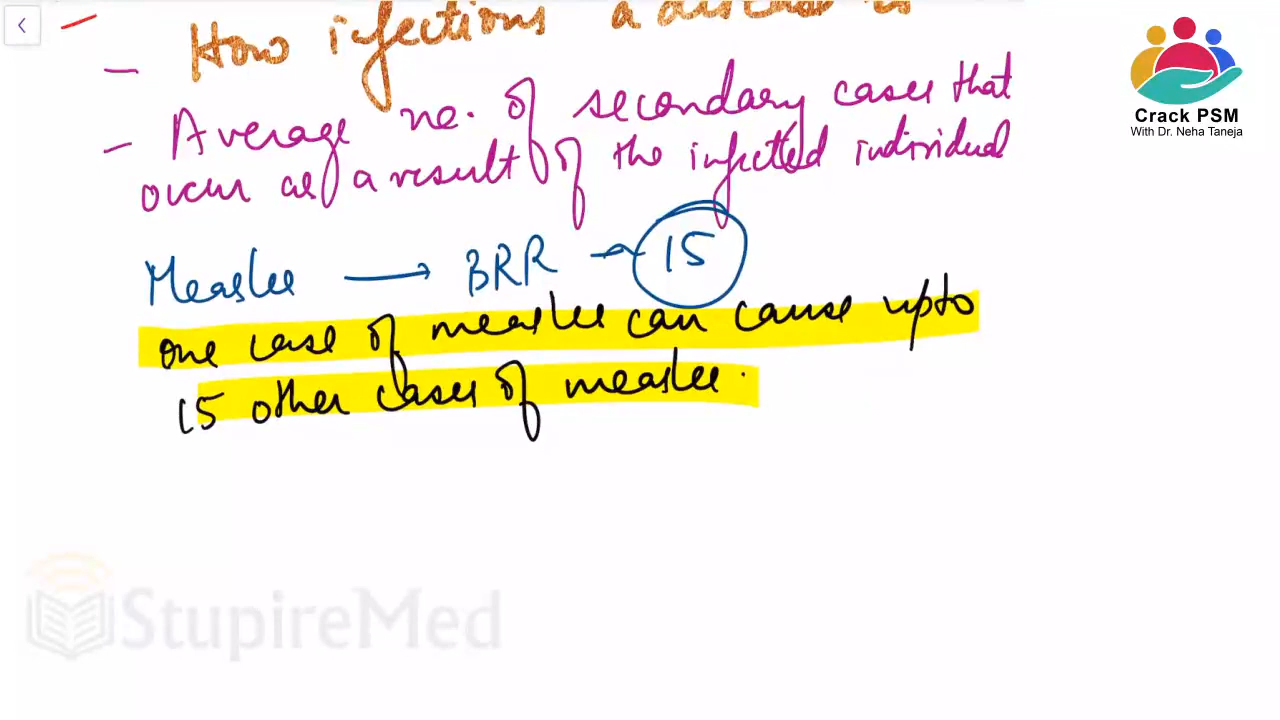 How infectious a disease is
- Average no. of secondary cases that
occur as a result of the infected individual
Measles → BRR → 15
one case of measles can cause upto
15 other cases of measles.
Crack PSM
With Dr. Neha Taneja
StupireMed